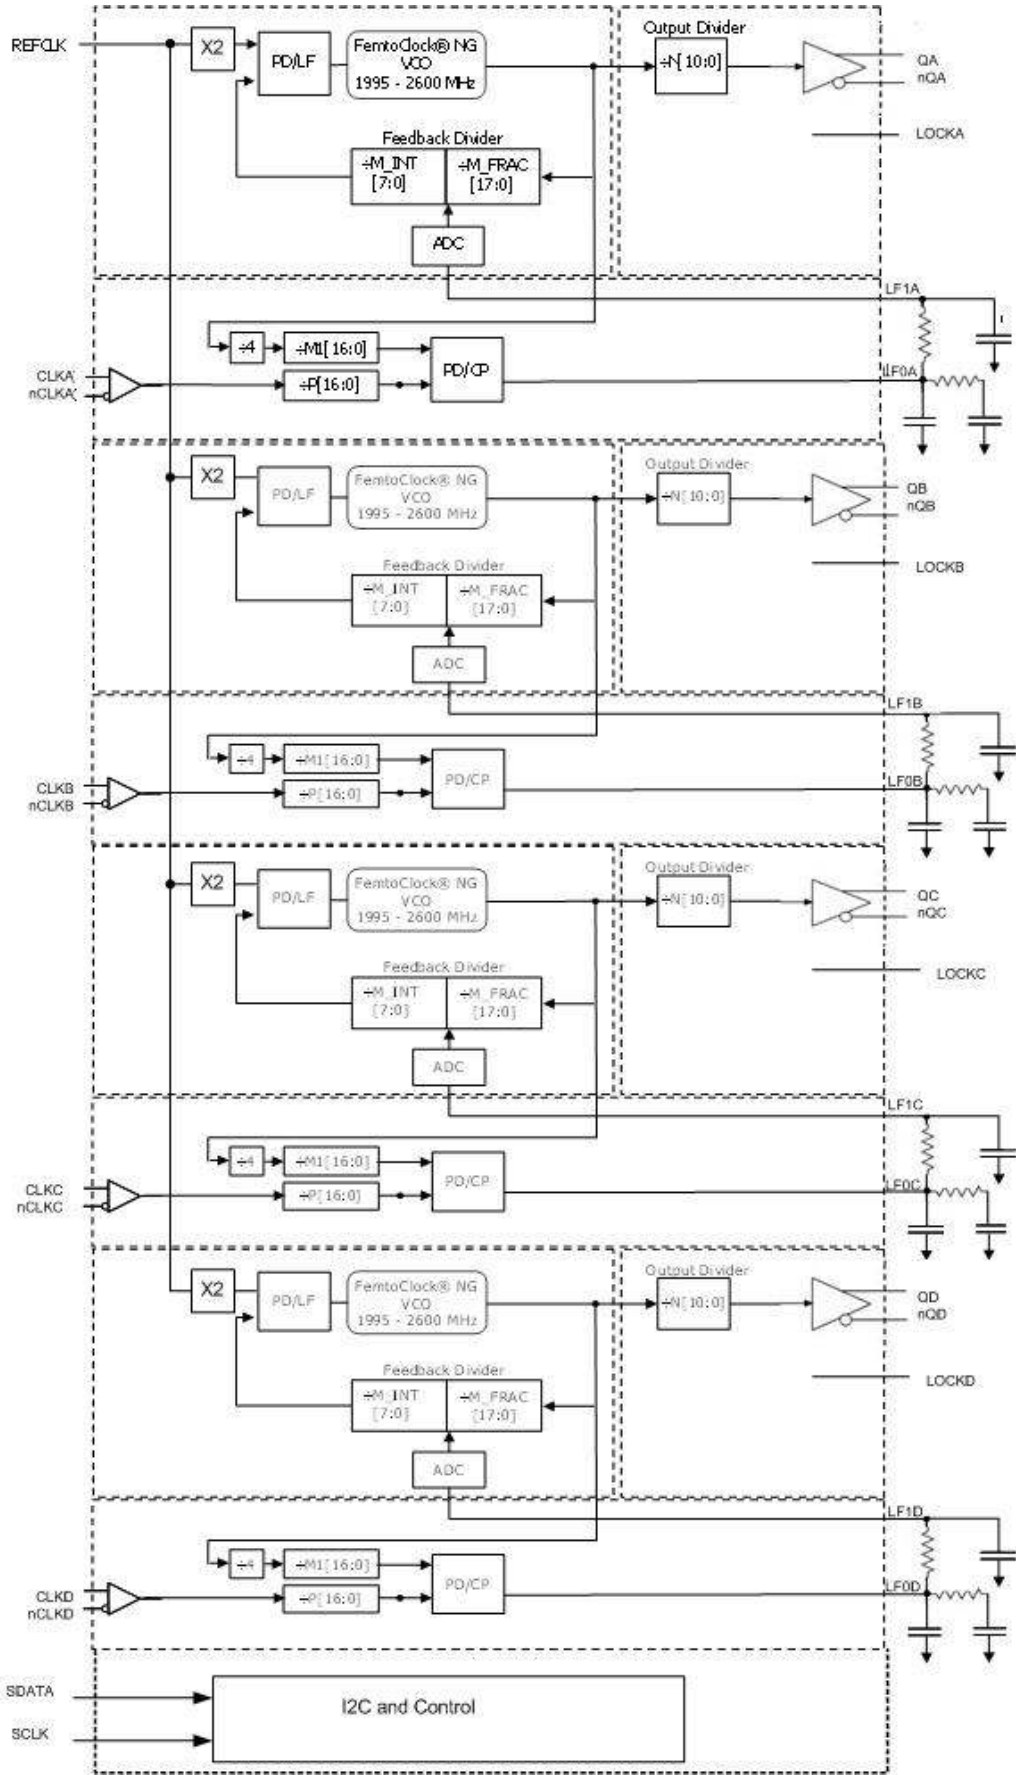 REFCLK
X2
PD/LF
FemtoClock® NG
VCO
1995 - 2600 MHz
Output Divider
÷N[10:0]
QA
nQA
LOCKA
Feedback Divider
÷M_INT
[7:0]
÷M_FRAC
[17:0]
ADC
LF1A
÷4
÷M1[16:0]
PD/CP
CLKA
nCLKA
÷P[16:0]
LF0A
X2
PD/LF
FemtoClock® NG
VCO
1995 - 2600 MHz
Output Divider
÷N[10:0]
QB
nQB
LOCKB
Feedback Divider
÷M_INT
[7:0]
÷M_FRAC
[17:0]
ADC
LF1B
÷4
÷M1[16:0]
PD/CP
CLKB
nCLKB
÷P[16:0]
LF0B
X2
PD/LF
FemtoClock® NG
VCO
1995 - 2600 MHz
Output Divider
÷N[10:0]
QC
nQC
LOCKC
Feedback Divider
÷M_INT
[7:0]
÷M_FRAC
[17:0]
ADC
LF1C
÷4
÷M1[16:0]
PD/CP
CLKC
nCLKC
÷P[16:0]
LF0C
X2
PD/LF
FemtoClock® NG
VCO
1995 - 2600 MHz
Output Divider
÷N[10:0]
QD
nQD
LOCKD
Feedback Divider
÷M_INT
[7:0]
÷M_FRAC
[17:0]
ADC
LF1D
÷4
÷M1[16:0]
PD/CP
CLKD
nCLKD
÷P[16:0]
LF0D
SDATA
SCLK
I2C and Control